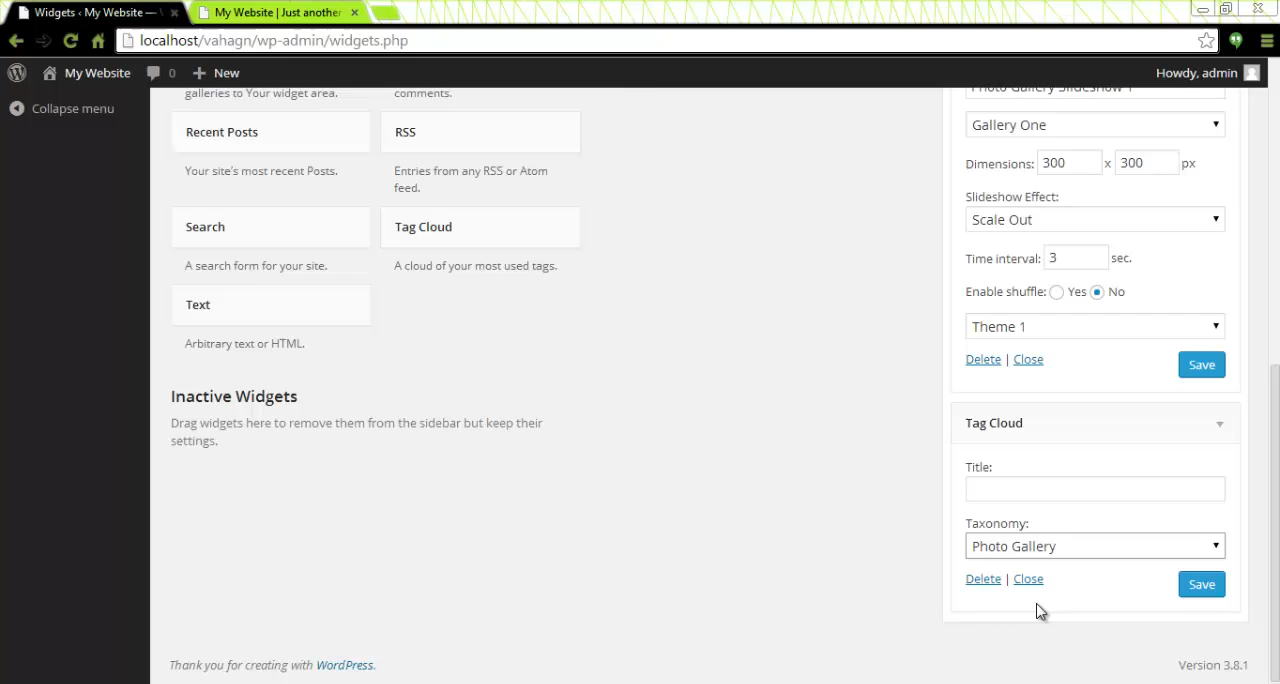 Widgets ‹ My Website —
My Website | Just another
localhost/vahagn/wp-admin/widgets.php
My Website
0
New
Howdy, admin
Collapse menu
galleries to Your widget area.
comments.
Recent Posts
RSS
Your site's most recent Posts.
Entries from any RSS or Atom
feed.
Search
Tag Cloud
A search form for your site.
A cloud of your most used tags.
Text
Arbitrary text or HTML.
Inactive Widgets
Drag widgets here to remove them from the sidebar but keep their
settings.
Photo Gallery Slideshow 1
Gallery One
Dimensions: 300 x 300 px
Slideshow Effect:
Scale Out
Time interval: 3 sec.
Enable shuffle: Yes No
Theme 1
Delete | Close
Save
Tag Cloud
Title:
Taxonomy:
Photo Gallery
Delete | Close
Save
Thank you for creating with WordPress.
Version 3.8.1